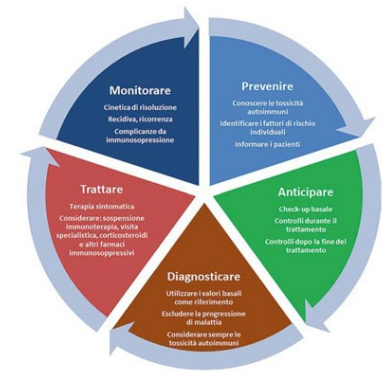 Monitorare
Cinetica di risoluzione
Recidiva, ricorrenza
Complicanze da
immunosopressione
Prevenire
Conoscere le tossicità
autoimmuni
Identificare i fattori di rischio
individuali
Informare i pazienti
Anticipare
Check-up basale
Controlli durante il
trattamento
Controlli dopo la fine del
trattamento
Diagnosticare
Utilizzare i valori basali
come riferimento
Escludere la progressione
di malattia
Considerare sempre le
tossicità autoimmuni
Trattare
Terapia sintomatica
Considerare: sospensione
immunoterapia, visita
specialistica, corticosteroidi
e altri farmaci
immunosoppressivi